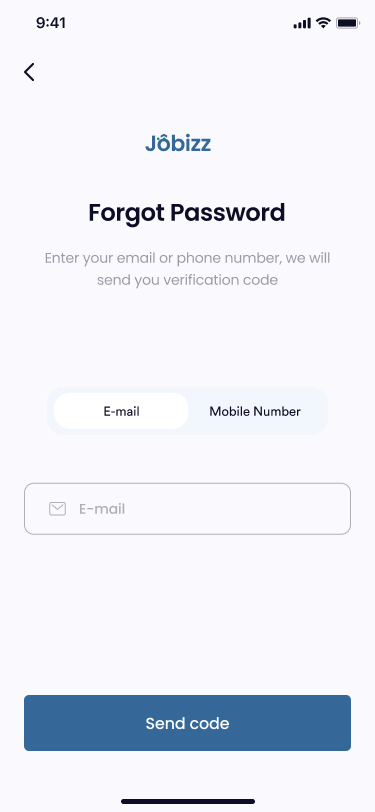 9:41
Jôbizz
Forgot Password
Enter your email or phone number, we will
send you verification code
E-mail
Mobile Number
E-mail
Send code